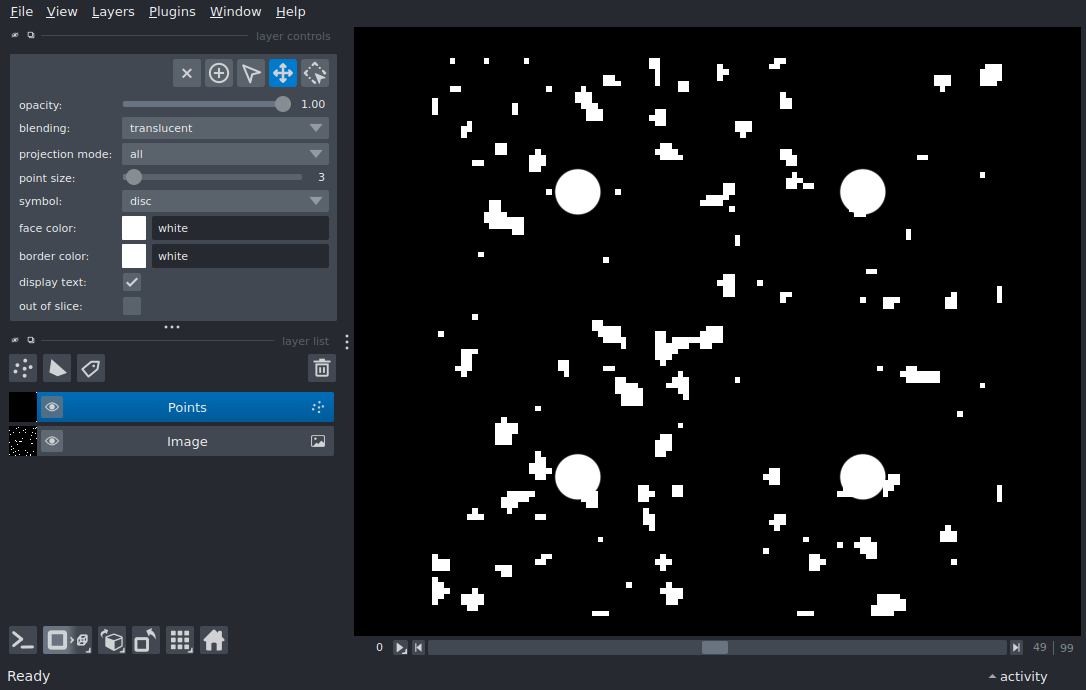 File View Layers Plugins Window Help
layer controls
opacity: 1.00
blending: translucent
projection mode: all
point size: 3
symbol: disc
face color: white
border color: white
display text:
out of slice:
layer list
Points
Image
0 49 | 99
Ready activity